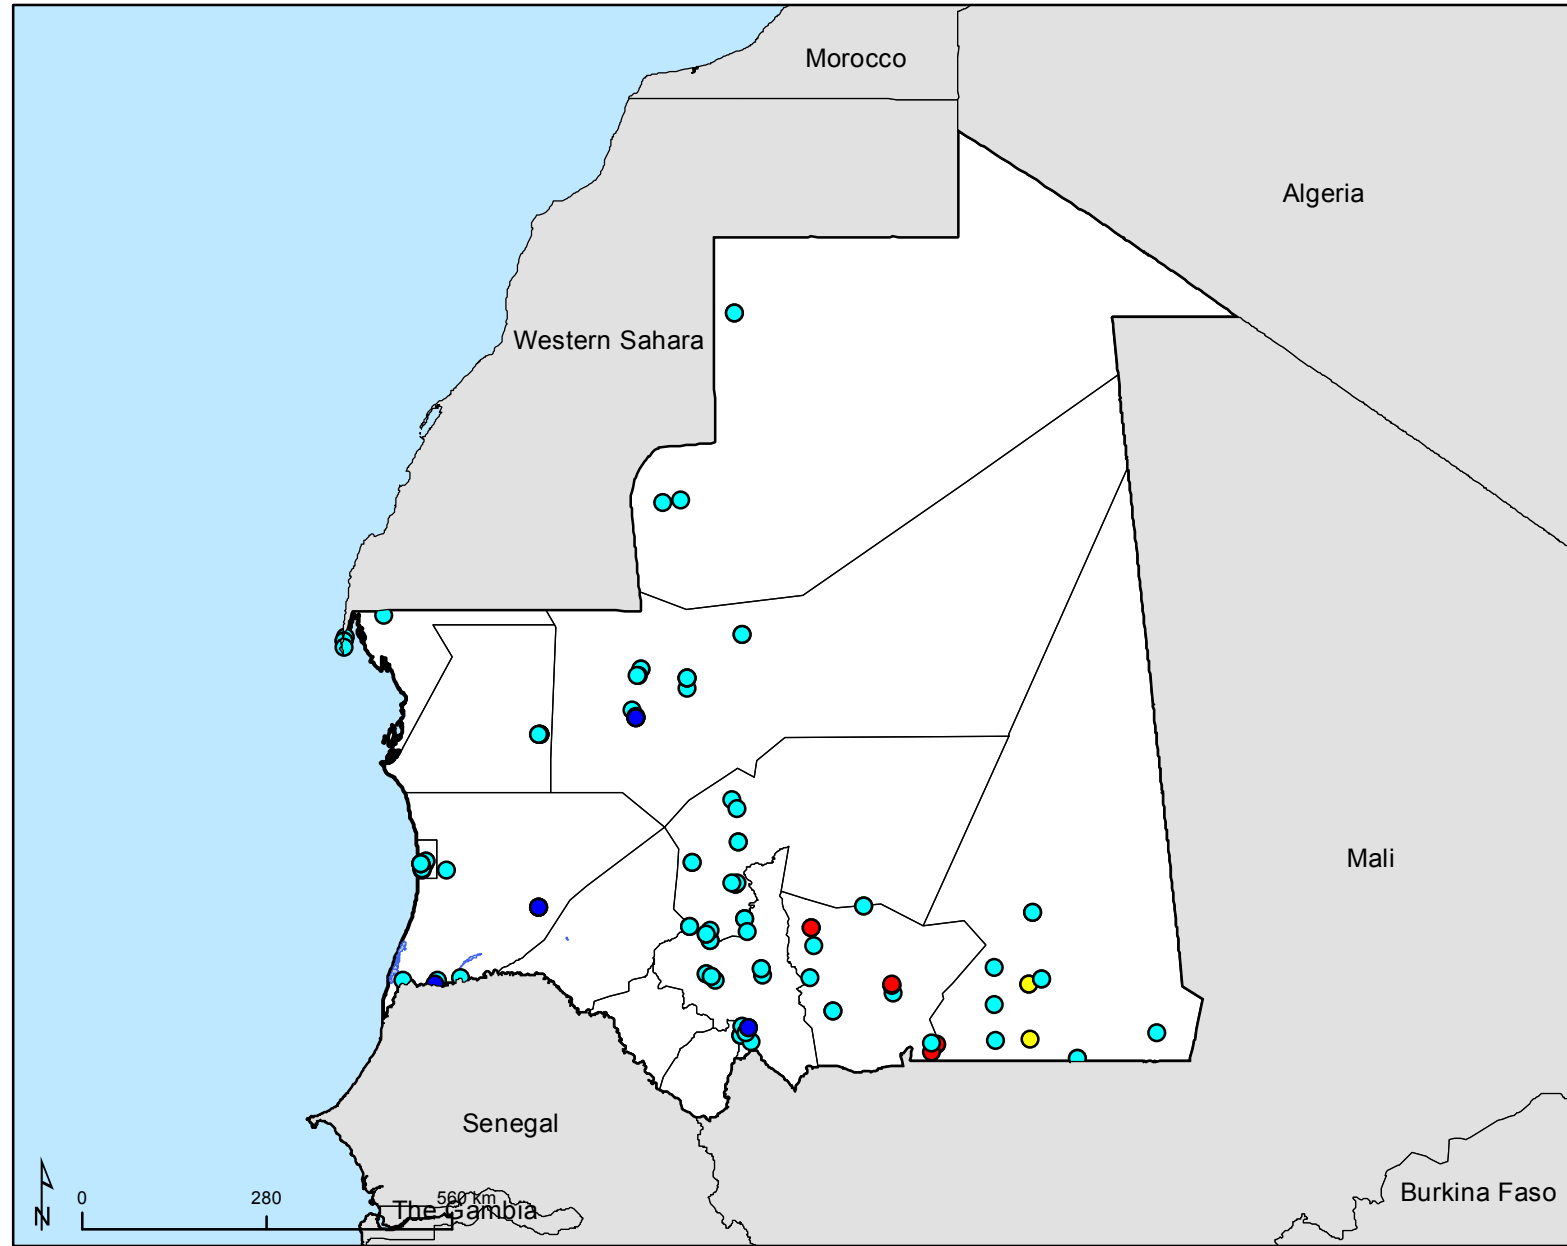 Morocco
Algeria
Western Sahara
Mali
Senegal
Burkina Faso
0 280 560 km
The Gambia
N